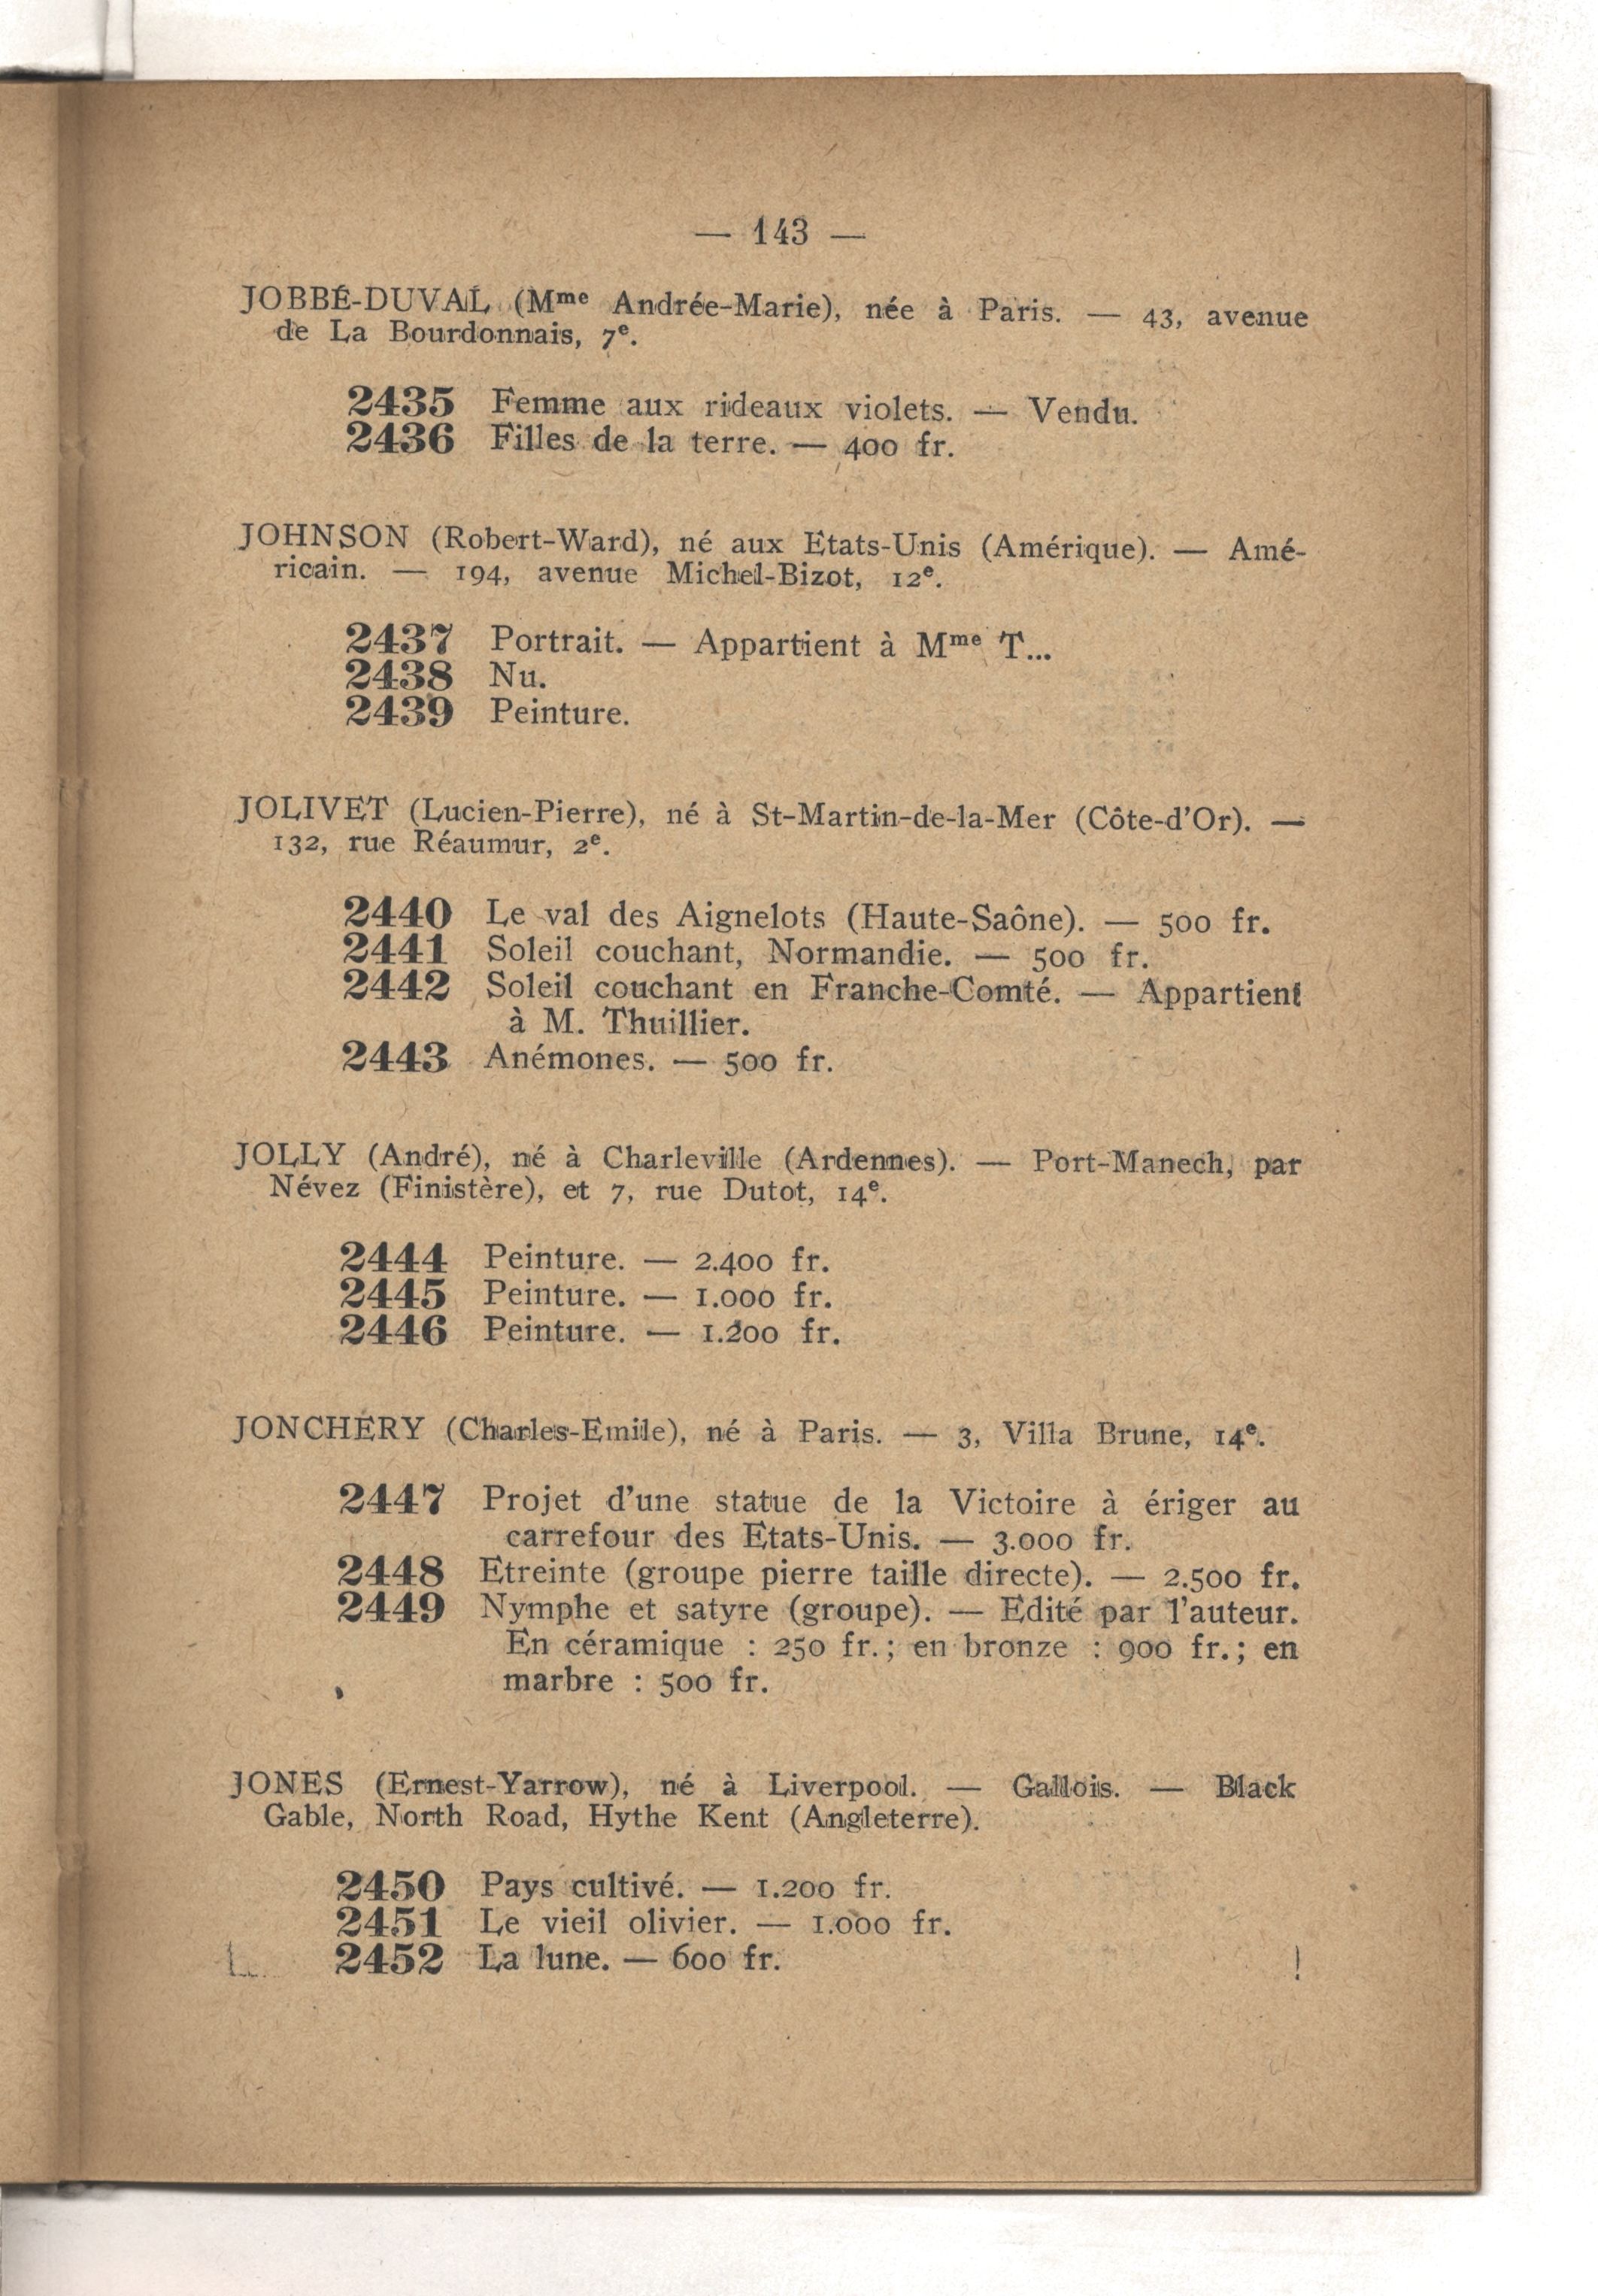 — 143 —
JOBBÉ-DUVAL (Mme Andrée-Marie), née à Paris. — 43, avenue
de La Bourdonnais, 7e.
2435 Femme aux rideaux violets. — Vendu.
2436 Filles de la terre. — 400 fr.
JOHNSON (Robert-Ward), né aux Etats-Unis (Amérique). — Amé-
ricain. — 194, avenue Michel-Bizot, 12e.
2437 Portrait. — Appartient à Mme T...
2438 Nu.
2439 Peinture.
JOLIVET (Lucien-Pierre), né à St-Martin-de-la-Mer (Côte-d'Or). —
132, rue Réaumur, 2e.
2440 Le val des Aignelots (Haute-Saône). — 500 fr.
2441 Soleil couchant, Normandie. — 500 fr.
2442 Soleil couchant en Franche-Comté. — Appartient
à M. Thuillier.
2443 Anémones. — 500 fr.
JOLLY (André), né à Charleville (Ardennes). — Port-Manech, par
Névez (Finistère), et 7, rue Dutot, 14e.
2444 Peinture. — 2.400 fr.
2445 Peinture. — 1.000 fr.
2446 Peinture. — 1.200 fr.
JONCHÈRY (Charles-Emile), né à Paris. — 3, Villa Brune, 14e.
2447 Projet d'une statue de la Victoire à ériger au
carrefour des Etats-Unis. — 3.000 fr.
2448 Etreinte (groupe pierre taille directe). — 2.500 fr.
2449 Nymphe et satyre (groupe). — Edité par l'auteur.
En céramique : 250 fr.; en bronze : 900 fr.; en
marbre : 500 fr.
JONES (Ernest-Yarrow), né à Liverpool. — Gallois. — Black
Gable, North Road, Hythe Kent (Angleterre).
2450 Pays cultivé. — 1.200 fr.
2451 Le vieil olivier. — 1.000 fr.
2452 La lune. — 600 fr.